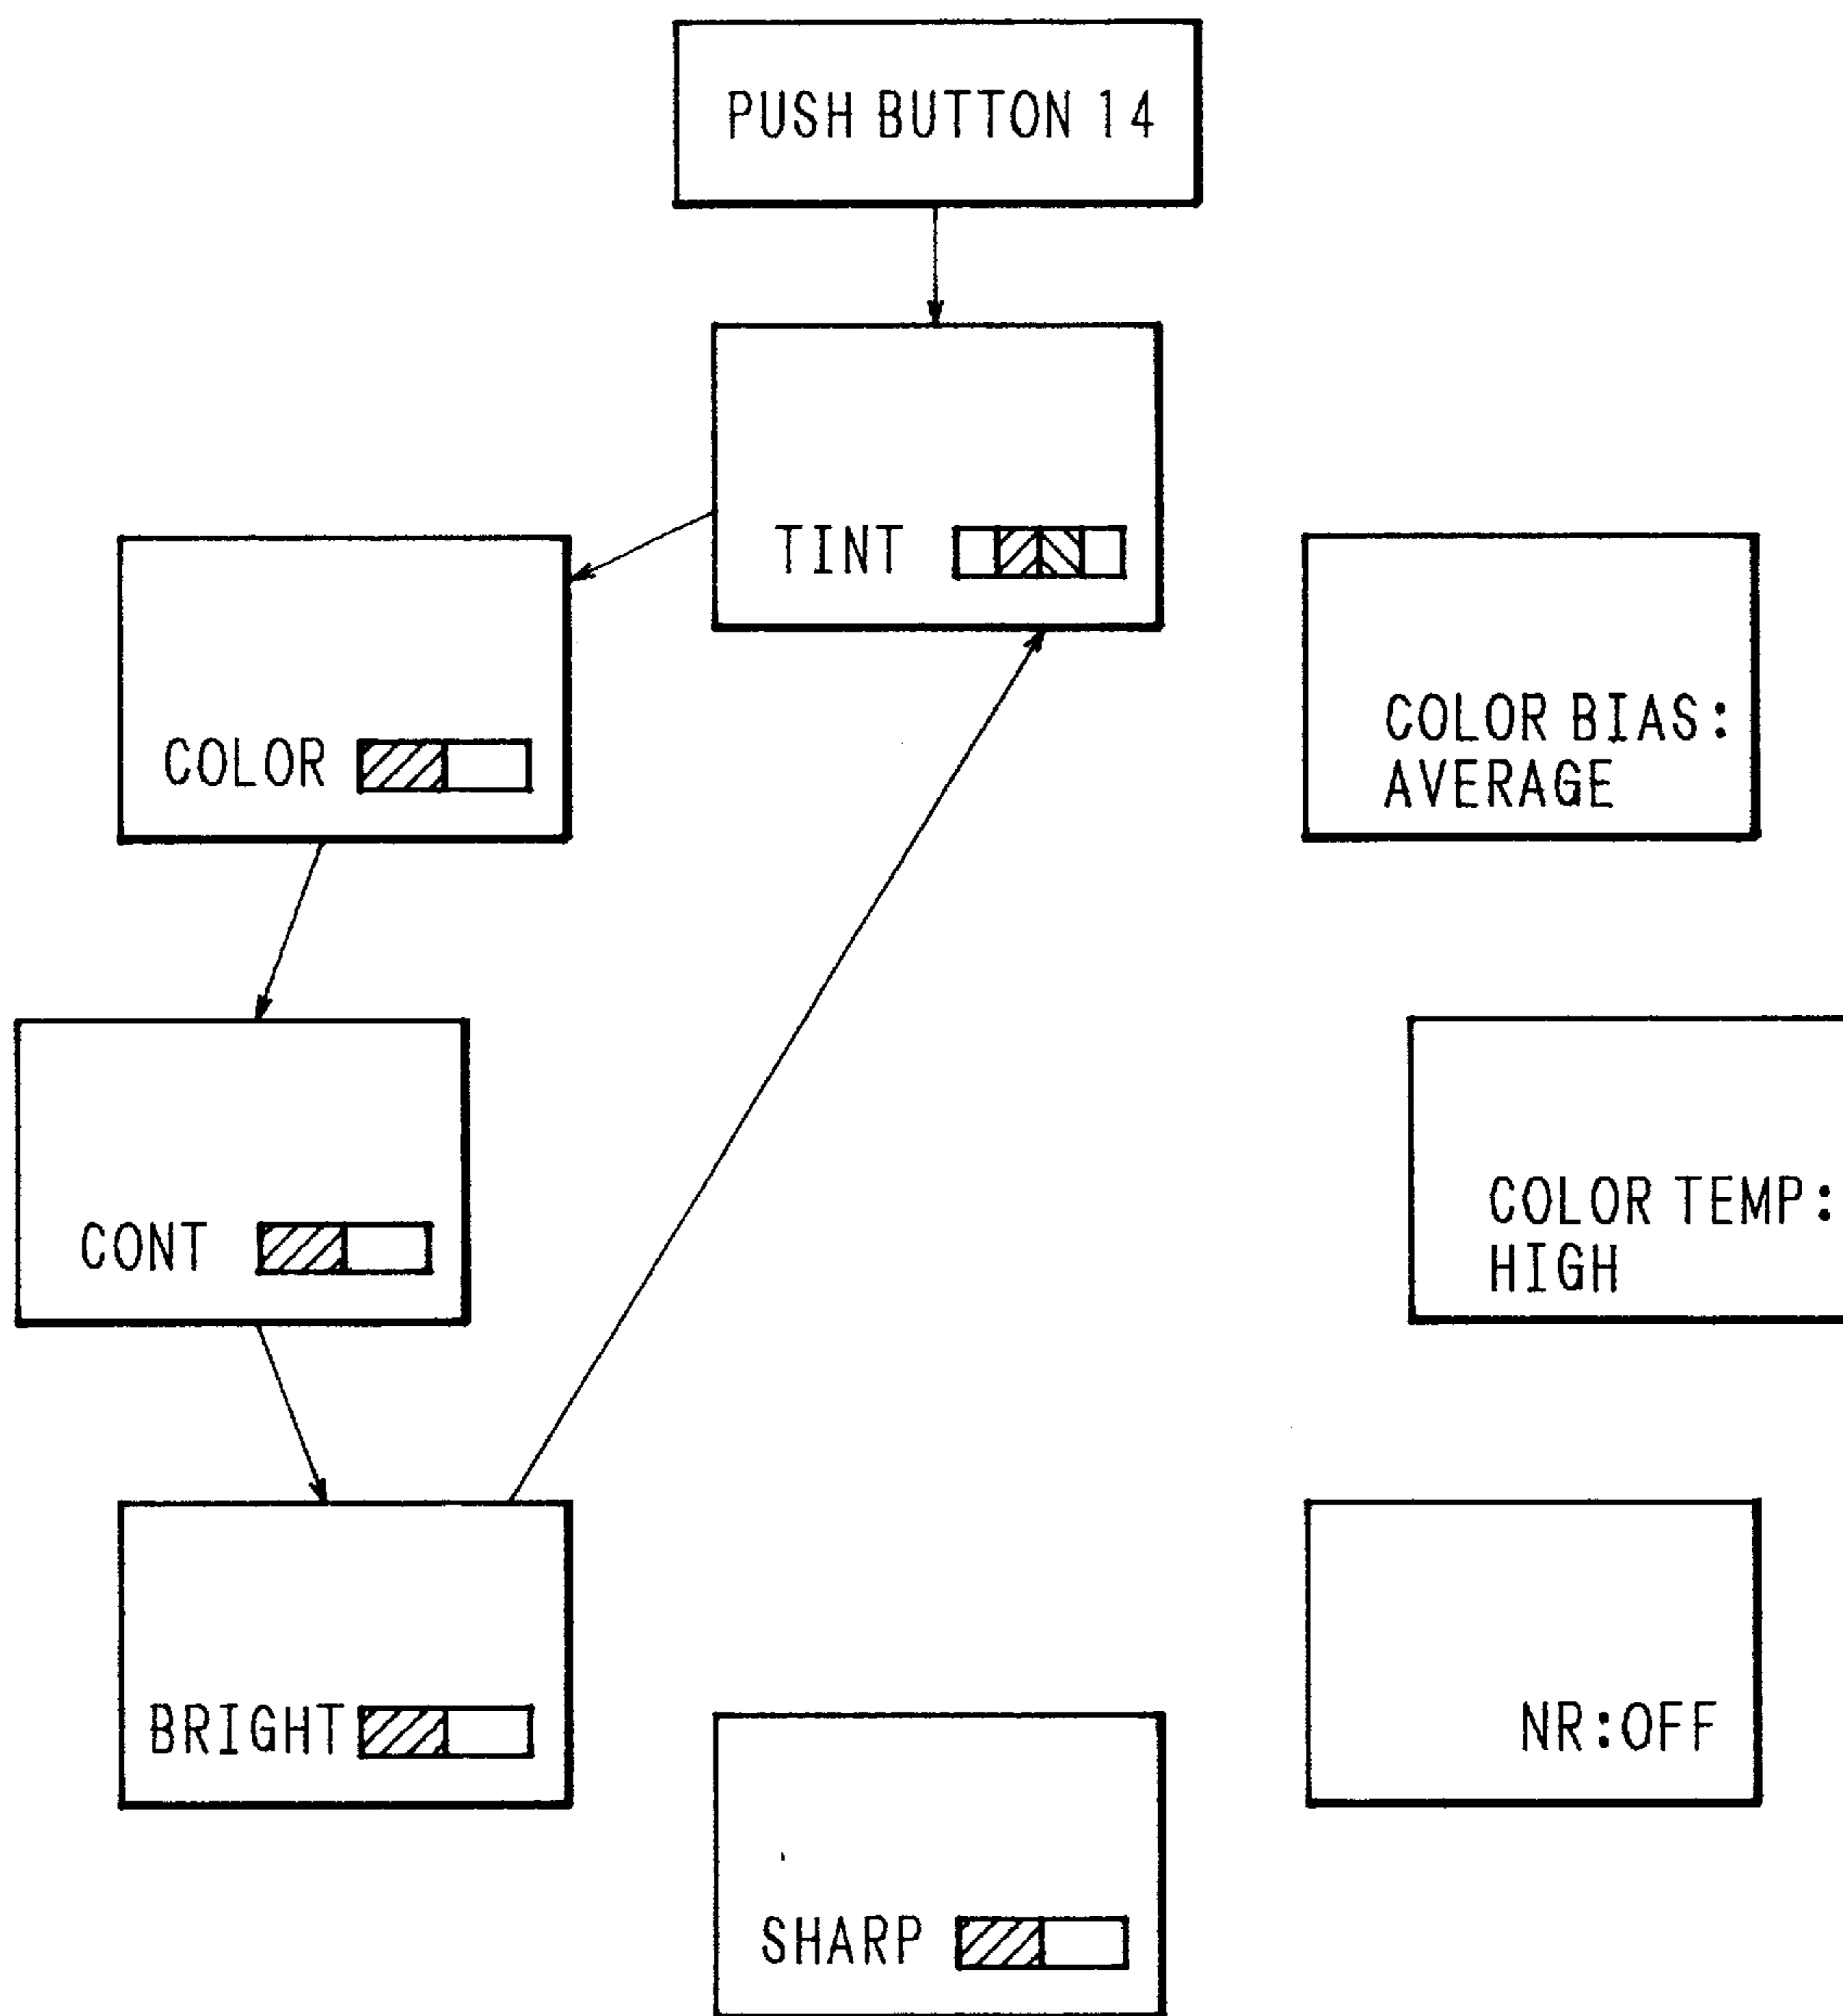 PUSH BUTTON 14
TINT
COLOR
COLOR BIAS:
AVERAGE
CONT
COLOR TEMP:
HIGH
BRIGHT
NR:OFF
SHARP